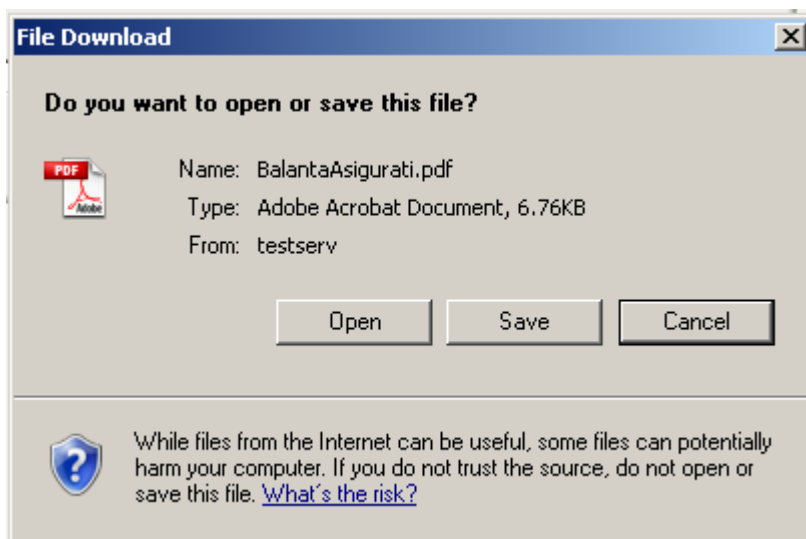 File Download
Do you want to open or save this file?
PDF
Adobe
Name: BalantaAsigurati.pdf
Type: Adobe Acrobat Document, 6.76KB
From: testserv
Open Save Cancel
While files from the Internet can be useful, some files can potentially
harm your computer. If you do not trust the source, do not open or
save this file. What's the risk?